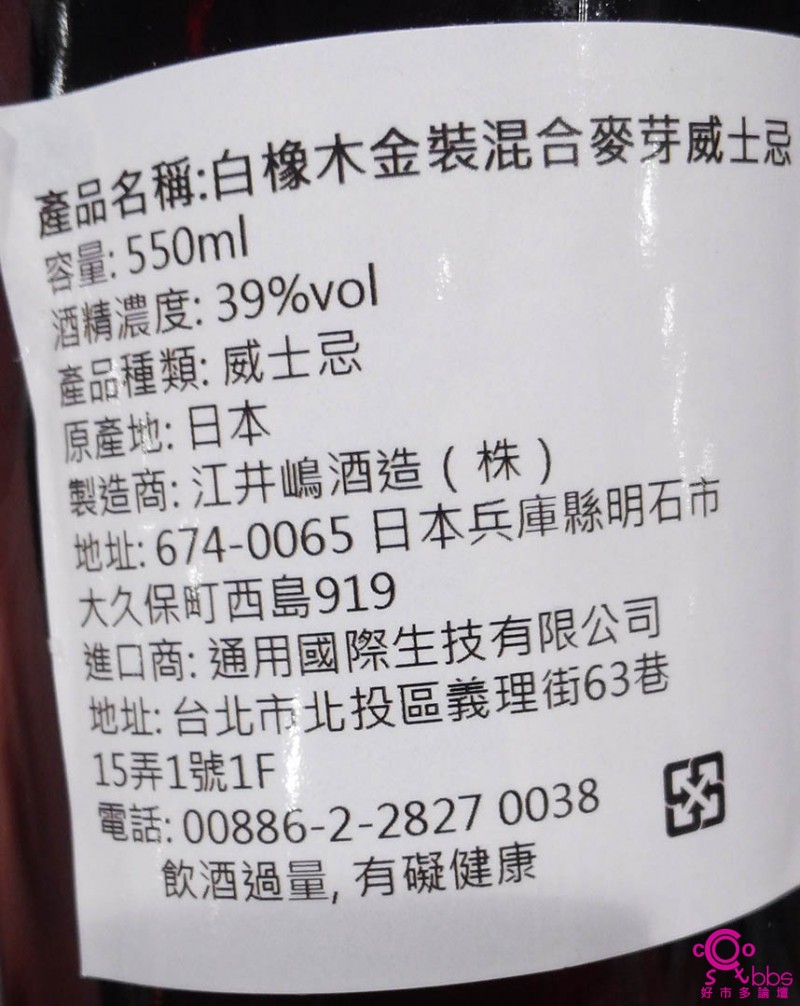 產品名稱:白橡木金裝混合麥芽威士忌
容量: 550ml
酒精濃度: 39%vol
產品種類: 威士忌
原產地: 日本
製造商: 江井嶋酒造 ( 株 )
地址: 674-0065 日本兵庫縣明石市
大久保町西島919
進口商: 通用國際生技有限公司
地址: 台北市北投區義理街63巷
15弄1號1F
電話: 00886-2-2827 0038
飲酒過量, 有礙健康
Costbbs
好市多論壇